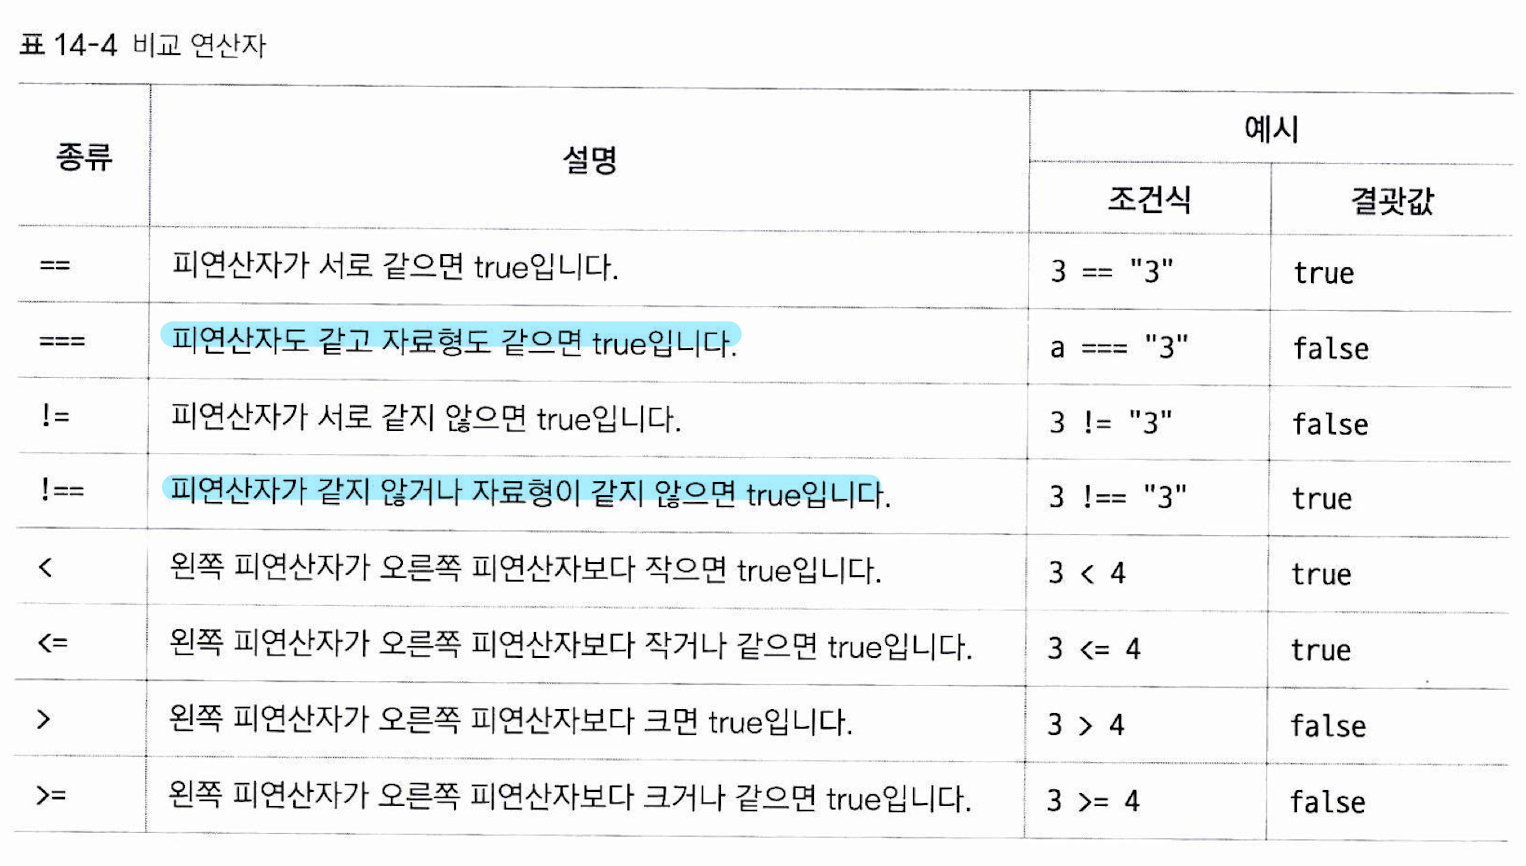 표 14-4 비교 연산자
종류 설명 예시
조건식 결괏값
== 피연산자가 서로 같으면 true입니다. 3 == "3" true
=== 피연산자도 같고 자료형도 같으면 true입니다. a === "3" false
!= 피연산자가 서로 같지 않으면 true입니다. 3 != "3" false
!== 피연산자가 같지 않거나 자료형이 같지 않으면 true입니다. 3 !== "3" true
< 왼쪽 피연산자가 오른쪽 피연산자보다 작으면 true입니다. 3 < 4 true
<= 왼쪽 피연산자가 오른쪽 피연산자보다 작거나 같으면 true입니다. 3 <= 4 true
> 왼쪽 피연산자가 오른쪽 피연산자보다 크면 true입니다. 3 > 4 false
>= 왼쪽 피연산자가 오른쪽 피연산자보다 크거나 같으면 true입니다. 3 >= 4 false